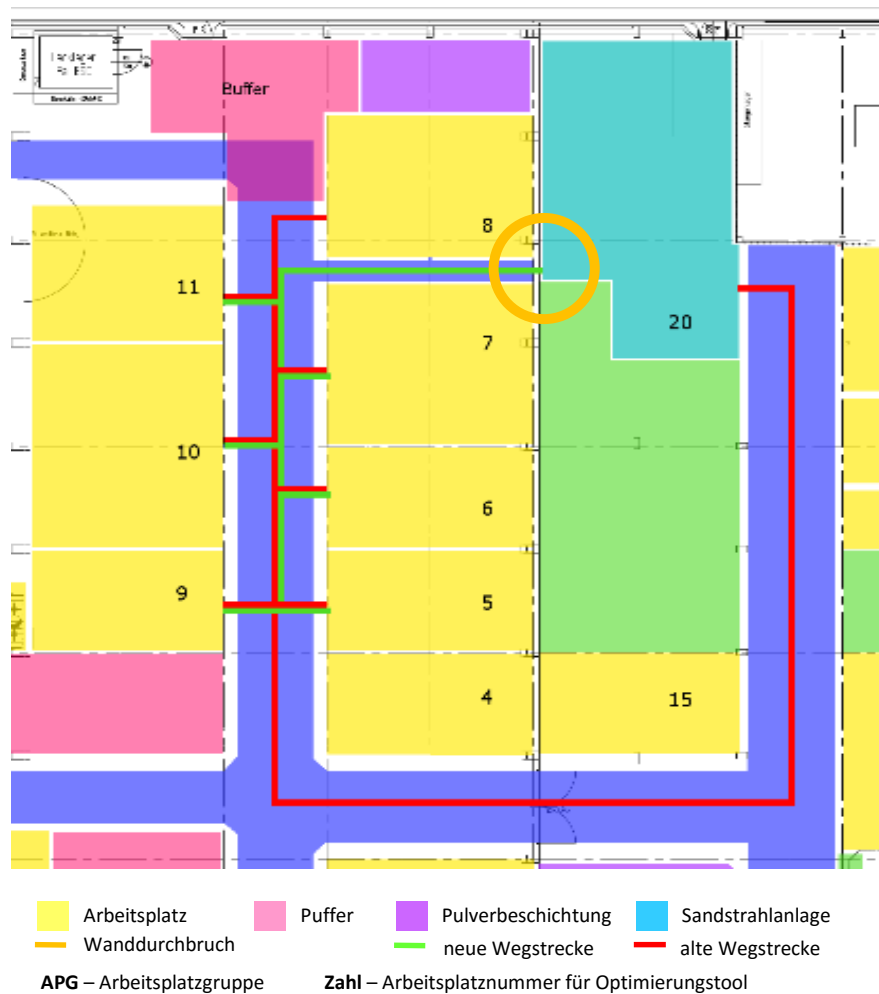 Buffer
8
11
20
7
10
6
9
5
4
15
Arbeitsplatz
Puffer
Pulverbeschichtung
Sandstrahlanlage
Wanddurchbruch
neue Wegstrecke
alte Wegstrecke
APG – Arbeitsplatzgruppe
Zahl – Arbeitsplatznummer für Optimierungstool